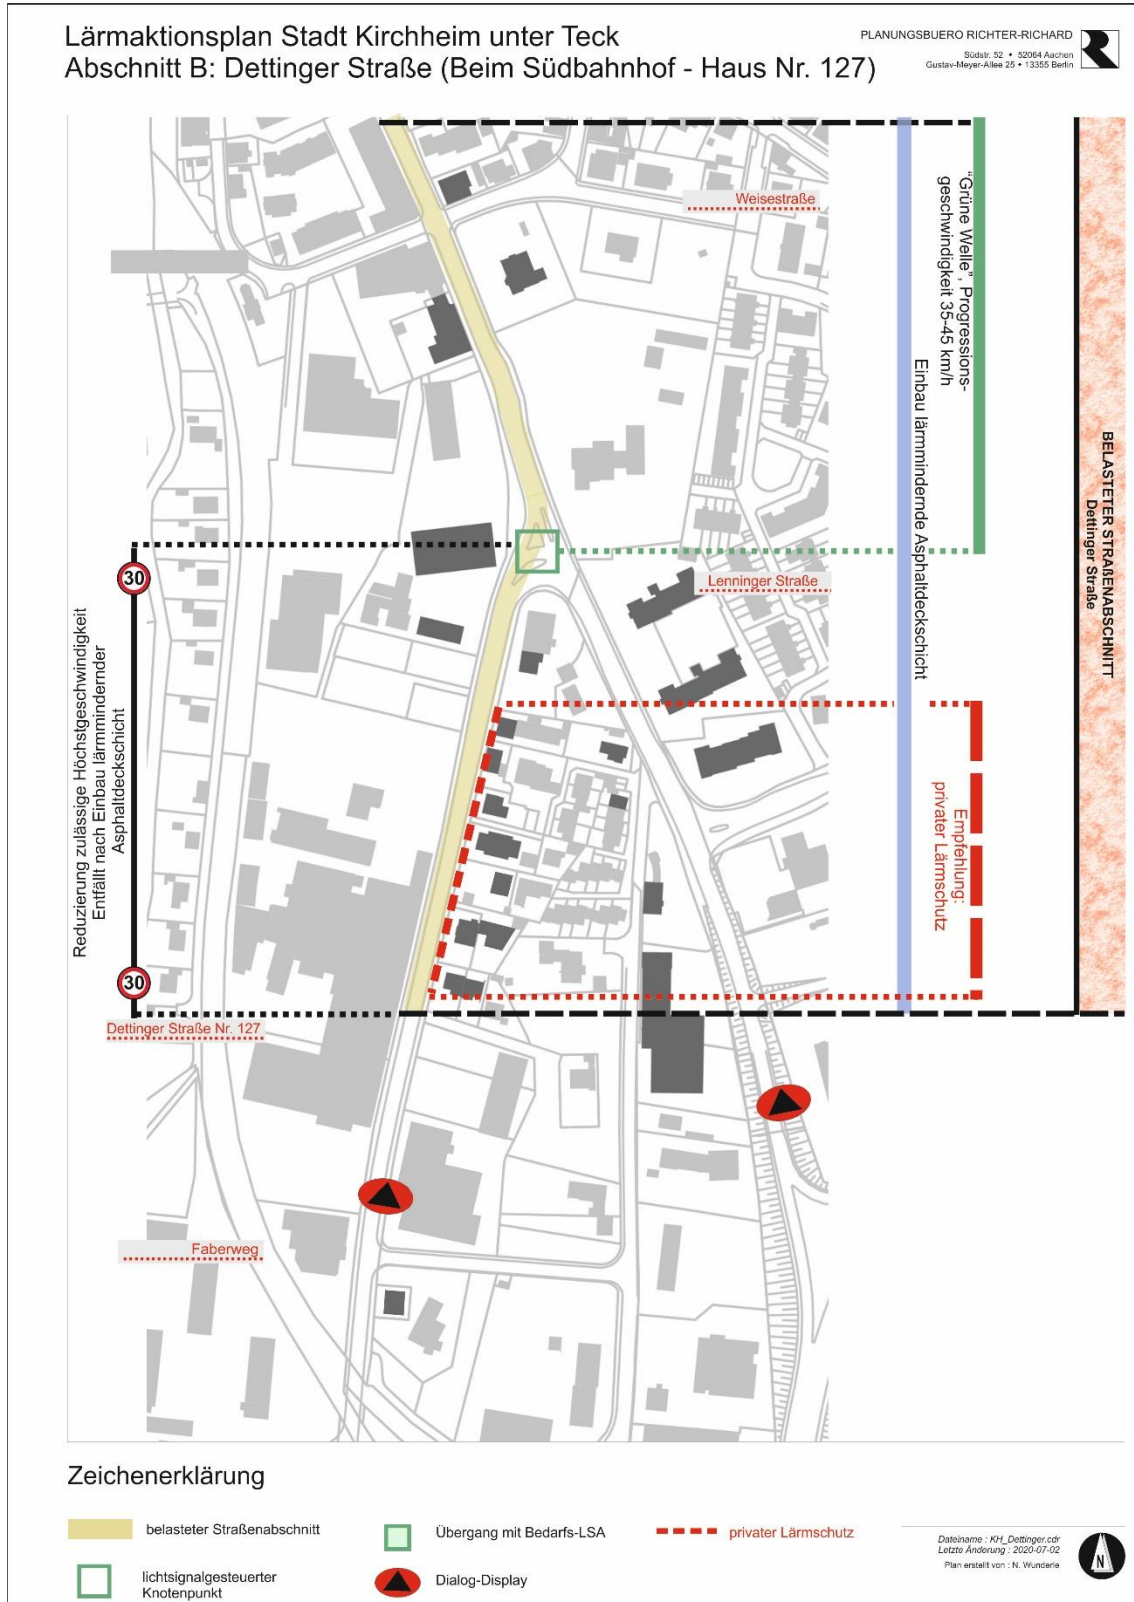 Lärmaktionsplan Stadt Kirchheim unter Teck
Abschnitt B: Dettinger Straße (Beim Südbahnhof - Haus Nr. 127)
PLANUNGSBUERO RICHTER-RICHARD
Südstr. 52 • 52064 Aachen
Gustav-Meyer-Allee 25 • 13355 Berlin
Weisestraße
"Grüne Welle", Progressions-
geschwindigkeit 35-45 km/h
Einbau lärmmindernde Asphaltdeckschicht
BELASTETER STRAßENABSCHNITT
Dettinger Straße
30
Lenninger Straße
Reduzierung zulässige Höchstgeschwindigkeit
Entfällt nach Einbau lärmmindernder
Asphaltdeckschicht
Empfehlung:
privater Lärmschutz
30
Dettinger Straße Nr. 127
Faberweg
Zeichenerklärung
belasteter Straßenabschnitt
Übergang mit Bedarfs-LSA
privater Lärmschutz
lichtsignalgesteuerter
Knotenpunkt
Dialog-Display
Dateiname : KH_Dettinger.cdr
Letzte Änderung : 2020-07-02
Plan erstellt von : N. Wunderle
N